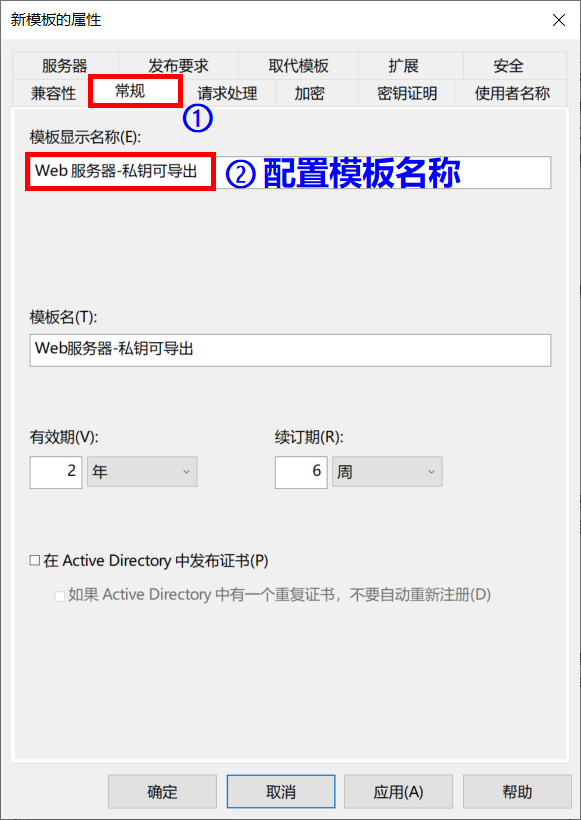 新模板的属性
服务器 发布要求 取代模板 扩展 安全
兼容性 常规 请求处理 加密 密钥证明 使用者名称
①
模板显示名称(E):
Web 服务器-私钥可导出 ② 配置模板名称
模板名(T):
Web服务器-私钥可导出
有效期(V): 续订期(R):
2 年 6 周
在 Active Directory 中发布证书(P)
如果 Active Directory 中有一个重复证书，不要自动重新注册(D)
确定 取消 应用(A) 帮助